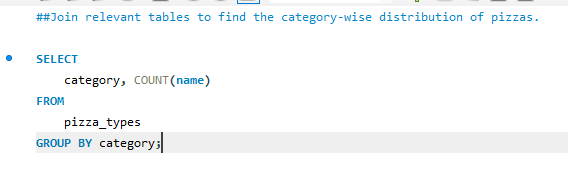 ##Join relevant tables to find the category-wise distribution of pizzas.
SELECT
category, COUNT(name)
FROM
pizza_types
GROUP BY category;